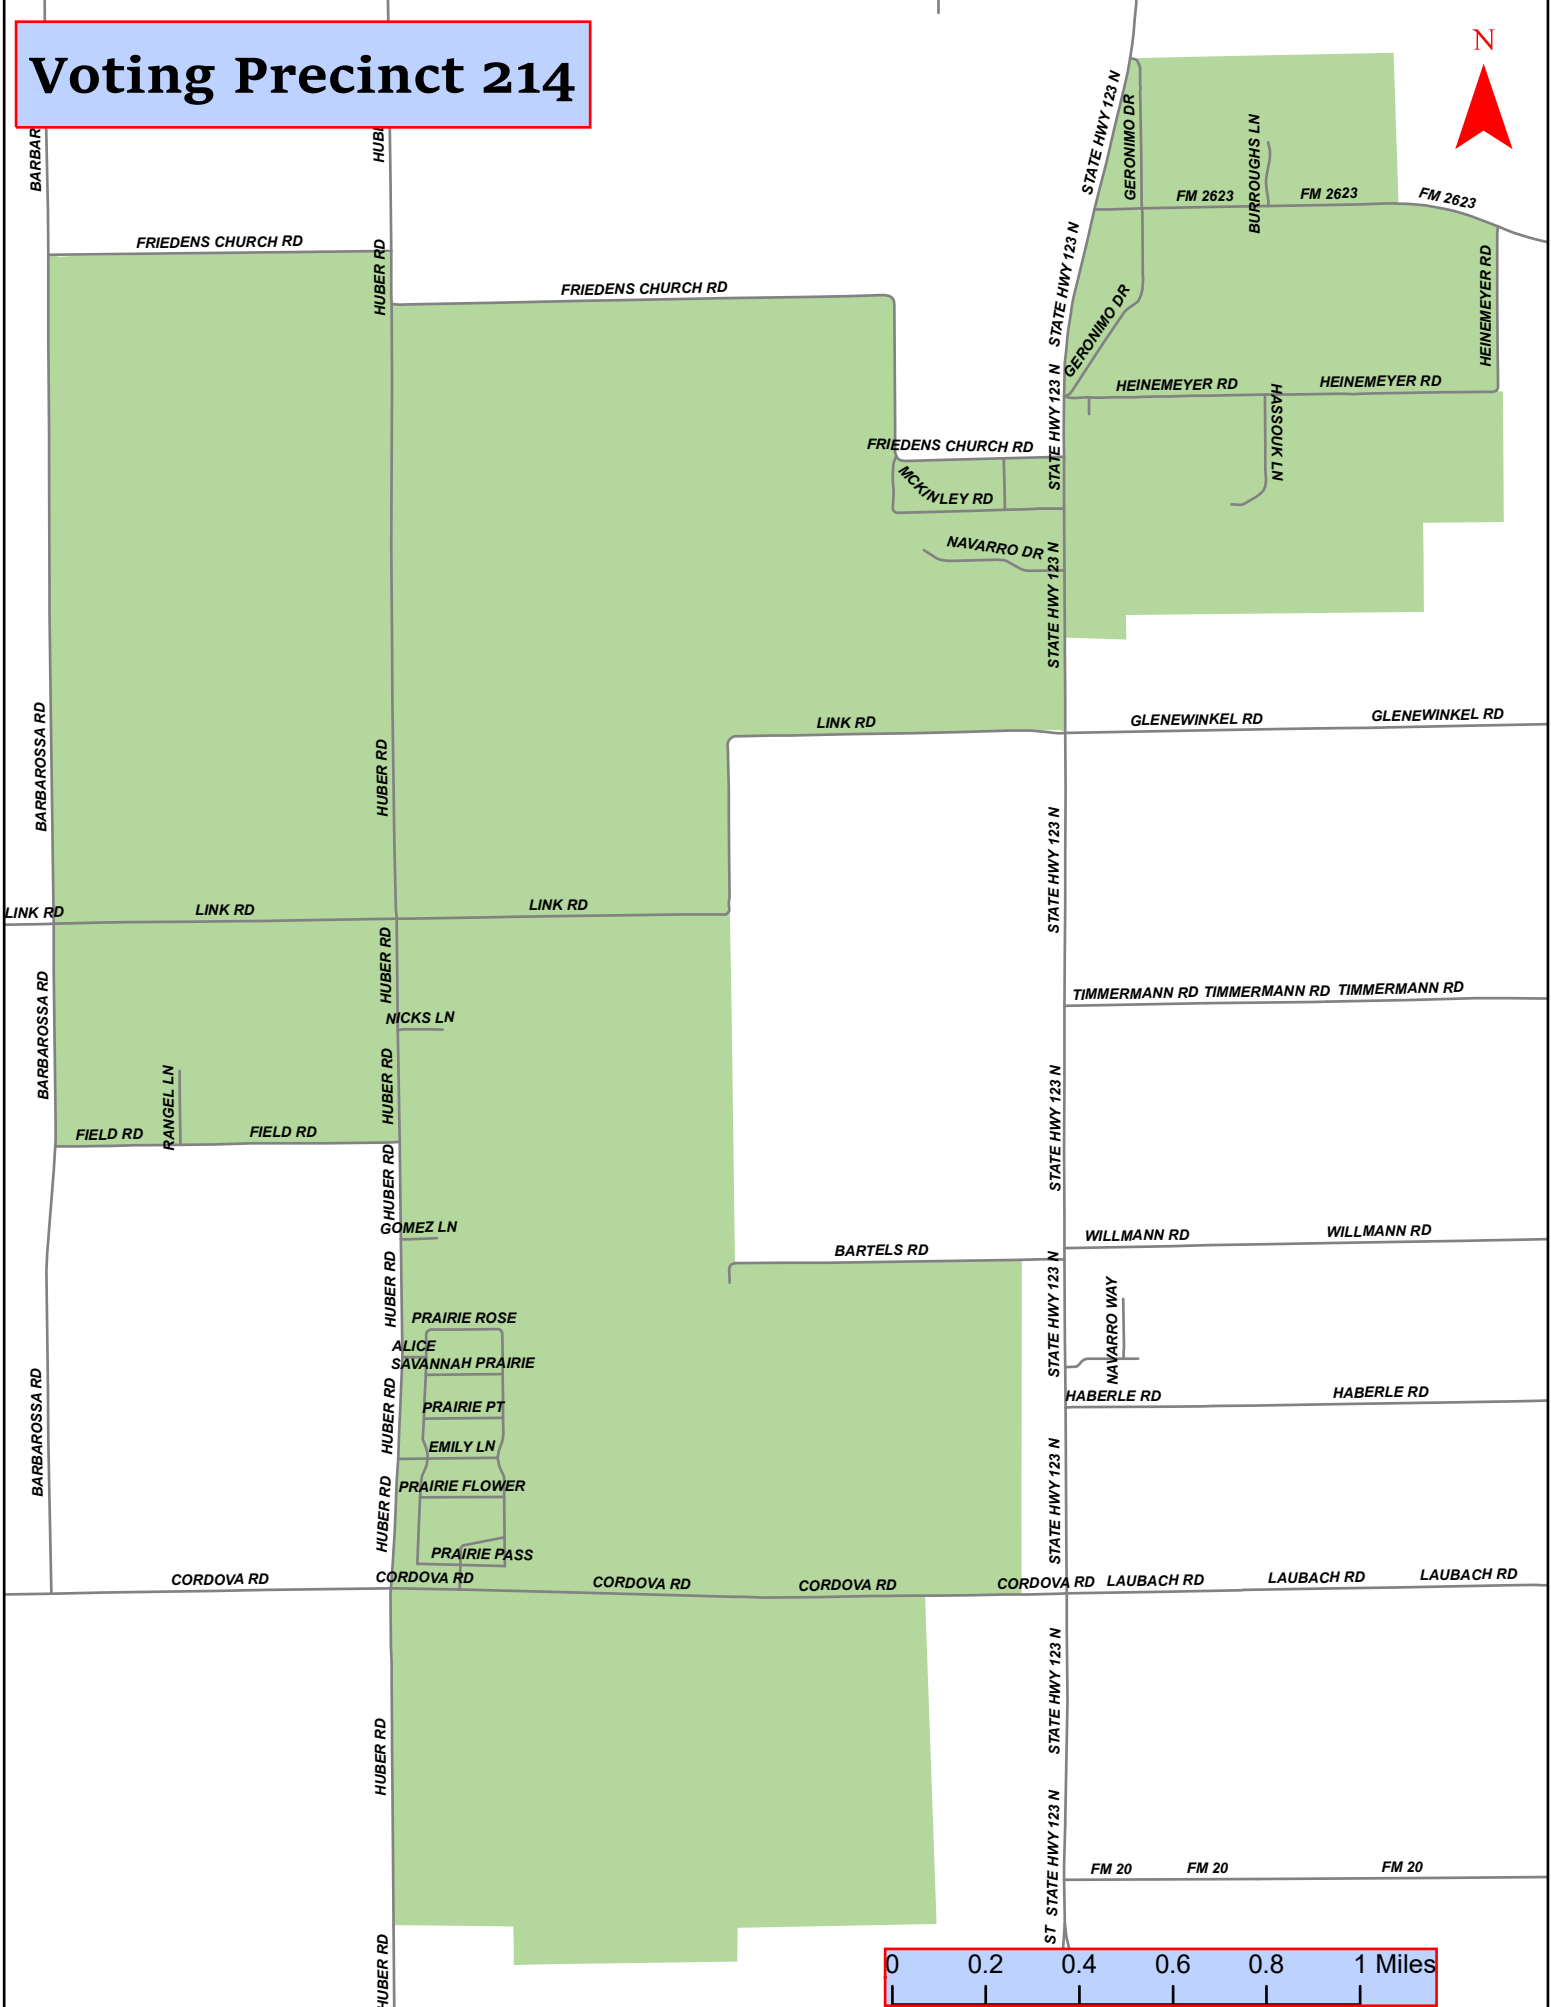 Voting Precinct 214
N
BARBAR
HUBE
STATE HWY 123 N
GERONIMO DR
BURROUGHS LN
FM 2623
FM 2623
FM 2623
FRIEDENS CHURCH RD
HUBER RD
FRIEDENS CHURCH RD
STATE HWY 123 N
GERONIMO DR
HEINEMEYER RD
HEINEMEYER RD
HEINEMEYER RD
STATE HWY 123 N
HASSOUK LN
FRIEDENS CHURCH RD
MCKINLEY RD
NAVARRO DR
STATE HWY 123 N
BARBAROSSA RD
HUBER RD
LINK RD
GLENEWINKEL RD
GLENEWINKEL RD
STATE HWY 123 N
LINK RD
LINK RD
LINK RD
BARBAROSSA RD
HUBER RD
TIMMERMANN RD
TIMMERMANN RD
TIMMERMANN RD
NICKS LN
HUBER RD
RANGEL LN
FIELD RD
FIELD RD
STATE HWY 123 N
HUBER RD
GOMEZ LN
WILLMANN RD
WILLMANN RD
BARTELS RD
HUBER RD
STATE HWY 123 N
NAVARRO WAY
PRAIRIE ROSE
ALICE
SAVANNAH PRAIRIE
BARBAROSSA RD
HUBER RD
PRAIRIE PT
HABERLE RD
HABERLE RD
EMILY LN
PRAIRIE FLOWER
HUBER RD
STATE HWY 123 N
PRAIRIE PASS
CORDOVA RD
CORDOVA RD
CORDOVA RD
CORDOVA RD
CORDOVA RD
LAUBACH RD
LAUBACH RD
LAUBACH RD
STATE HWY 123 N
HUBER RD
STATE HWY 123 N
FM 20
FM 20
FM 20
ST
HUBER RD
0 0.2 0.4 0.6 0.8 1 Miles